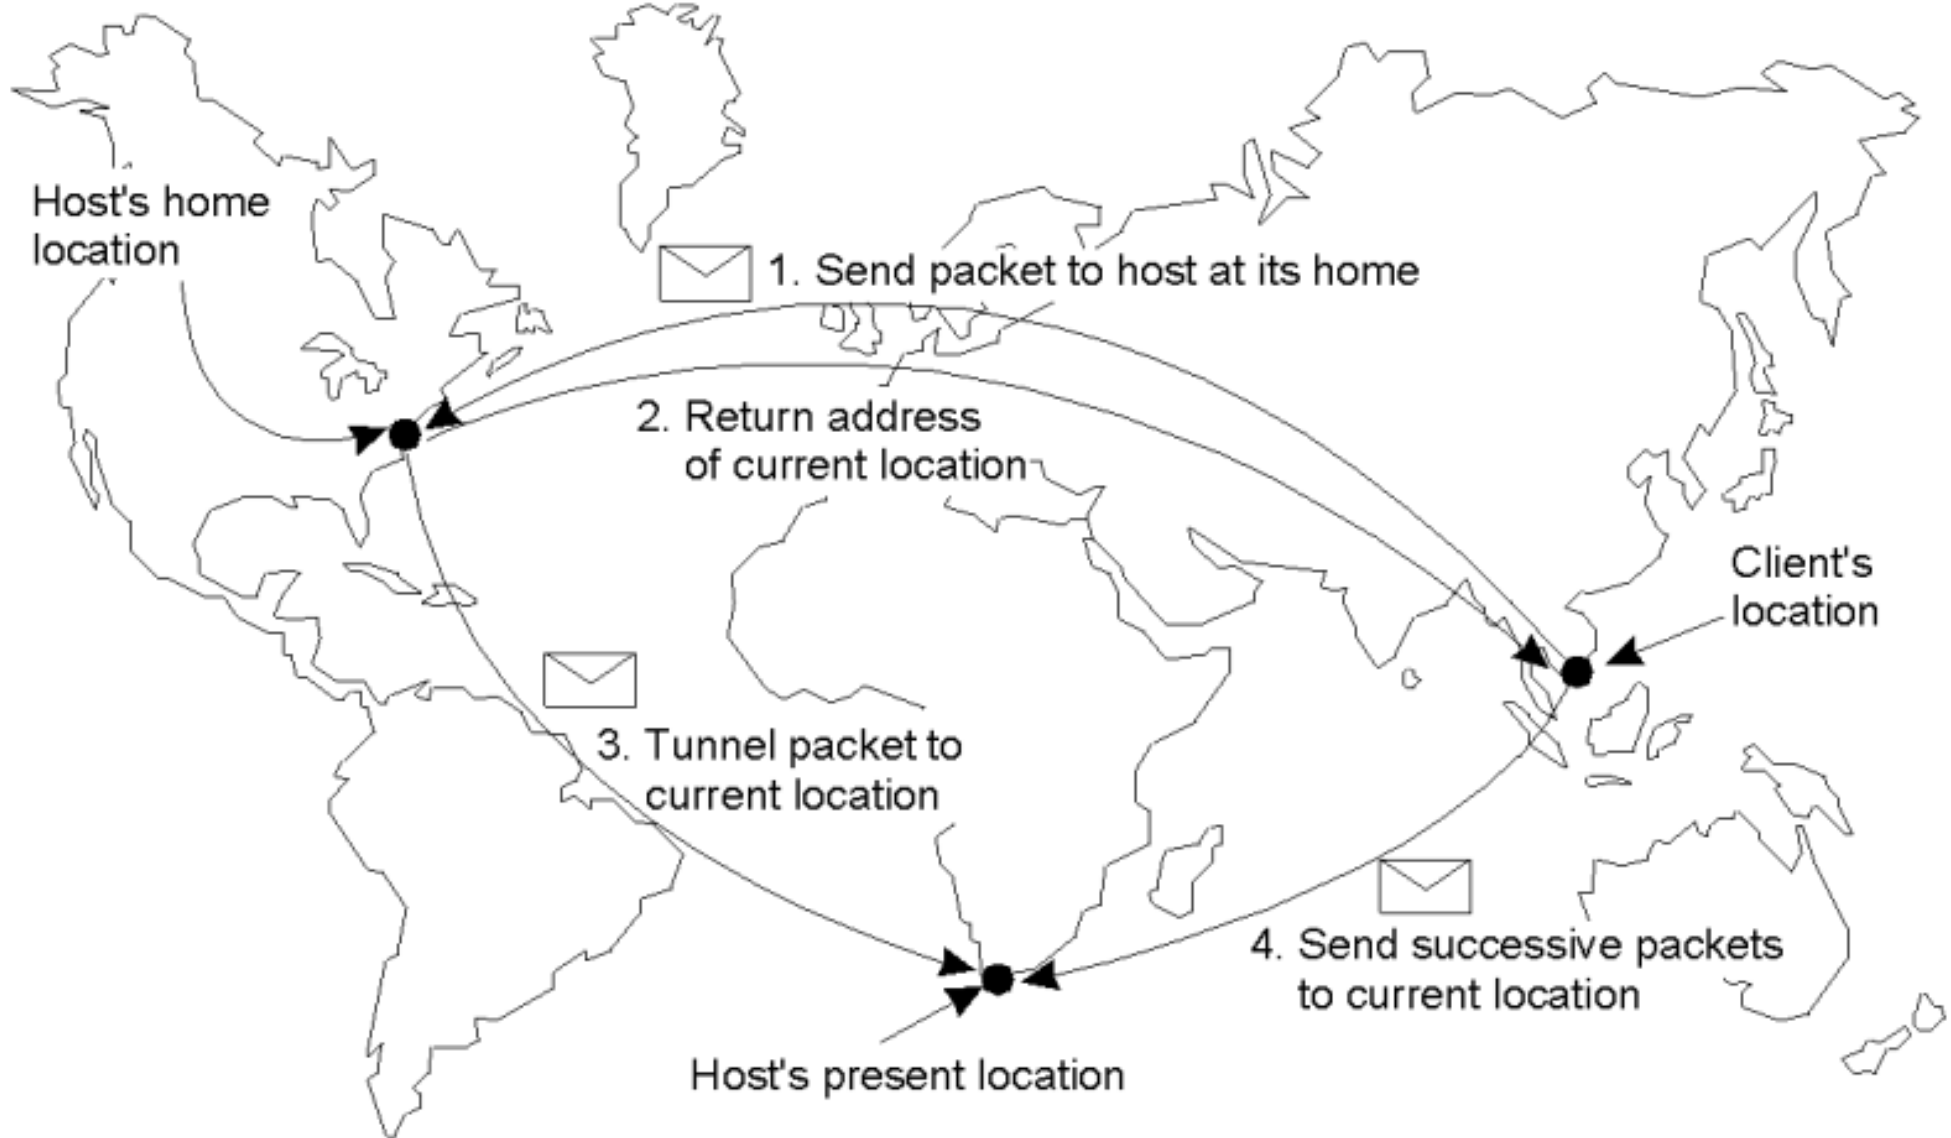 Host's home
location
1. Send packet to host at its home
2. Return address
of current location
Client's
location
3. Tunnel packet to
current location
4. Send successive packets
to current location
Host's present location